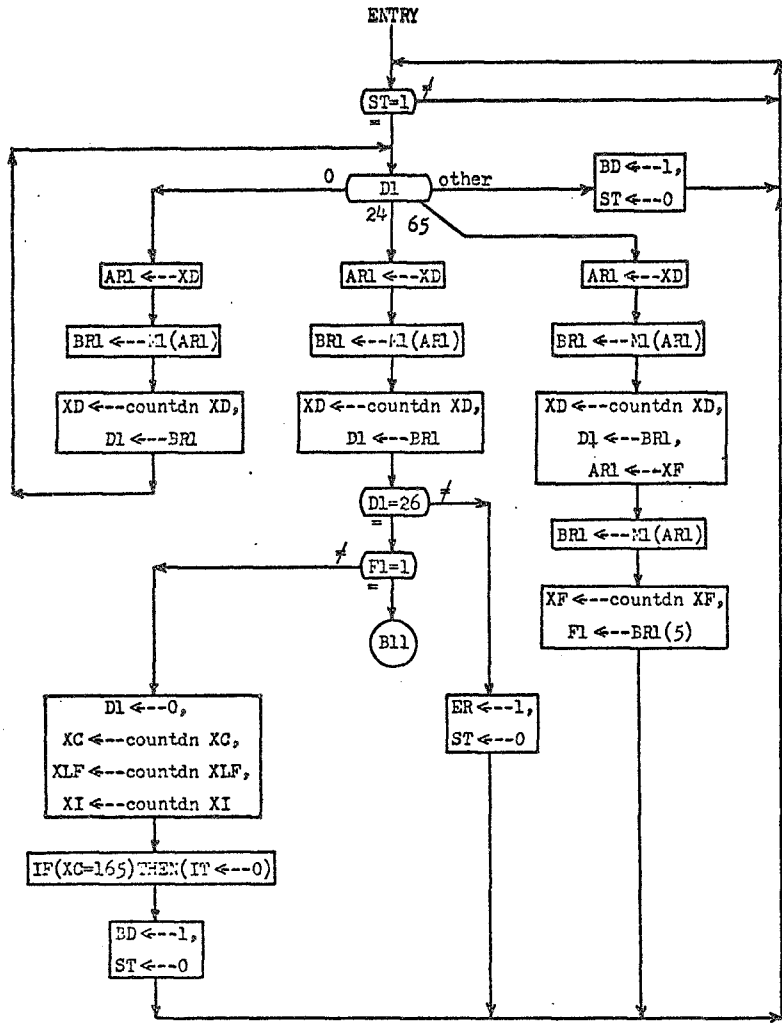 ENTRY
ST=1
≠
=
0
D1
other
24
65
BD <---1,
ST <---0
AR1 <---XD
AR1 <---XD
AR1 <---XD
BR1 <---M1(AR1)
BR1 <---M1(AR1)
BR1 <---M1(AR1)
XD <---countdn XD,
D1 <---BR1
XD <---countdn XD,
D1 <---BR1
XD <---countdn XD,
D1 <---BR1,
AR1 <---XF
D1=26
≠
=
BR1 <---M1(AR1)
≠
F1=1
=
XF <---countdn XF,
F1 <---BR1(5)
B11
D1 <---0,
XC <---countdn XC,
XLF <---countdn XLF,
XI <---countdn XI
ER <---1,
ST <---0
IF(XC=165)THEN(IT <---0)
BD <---1,
ST <---0